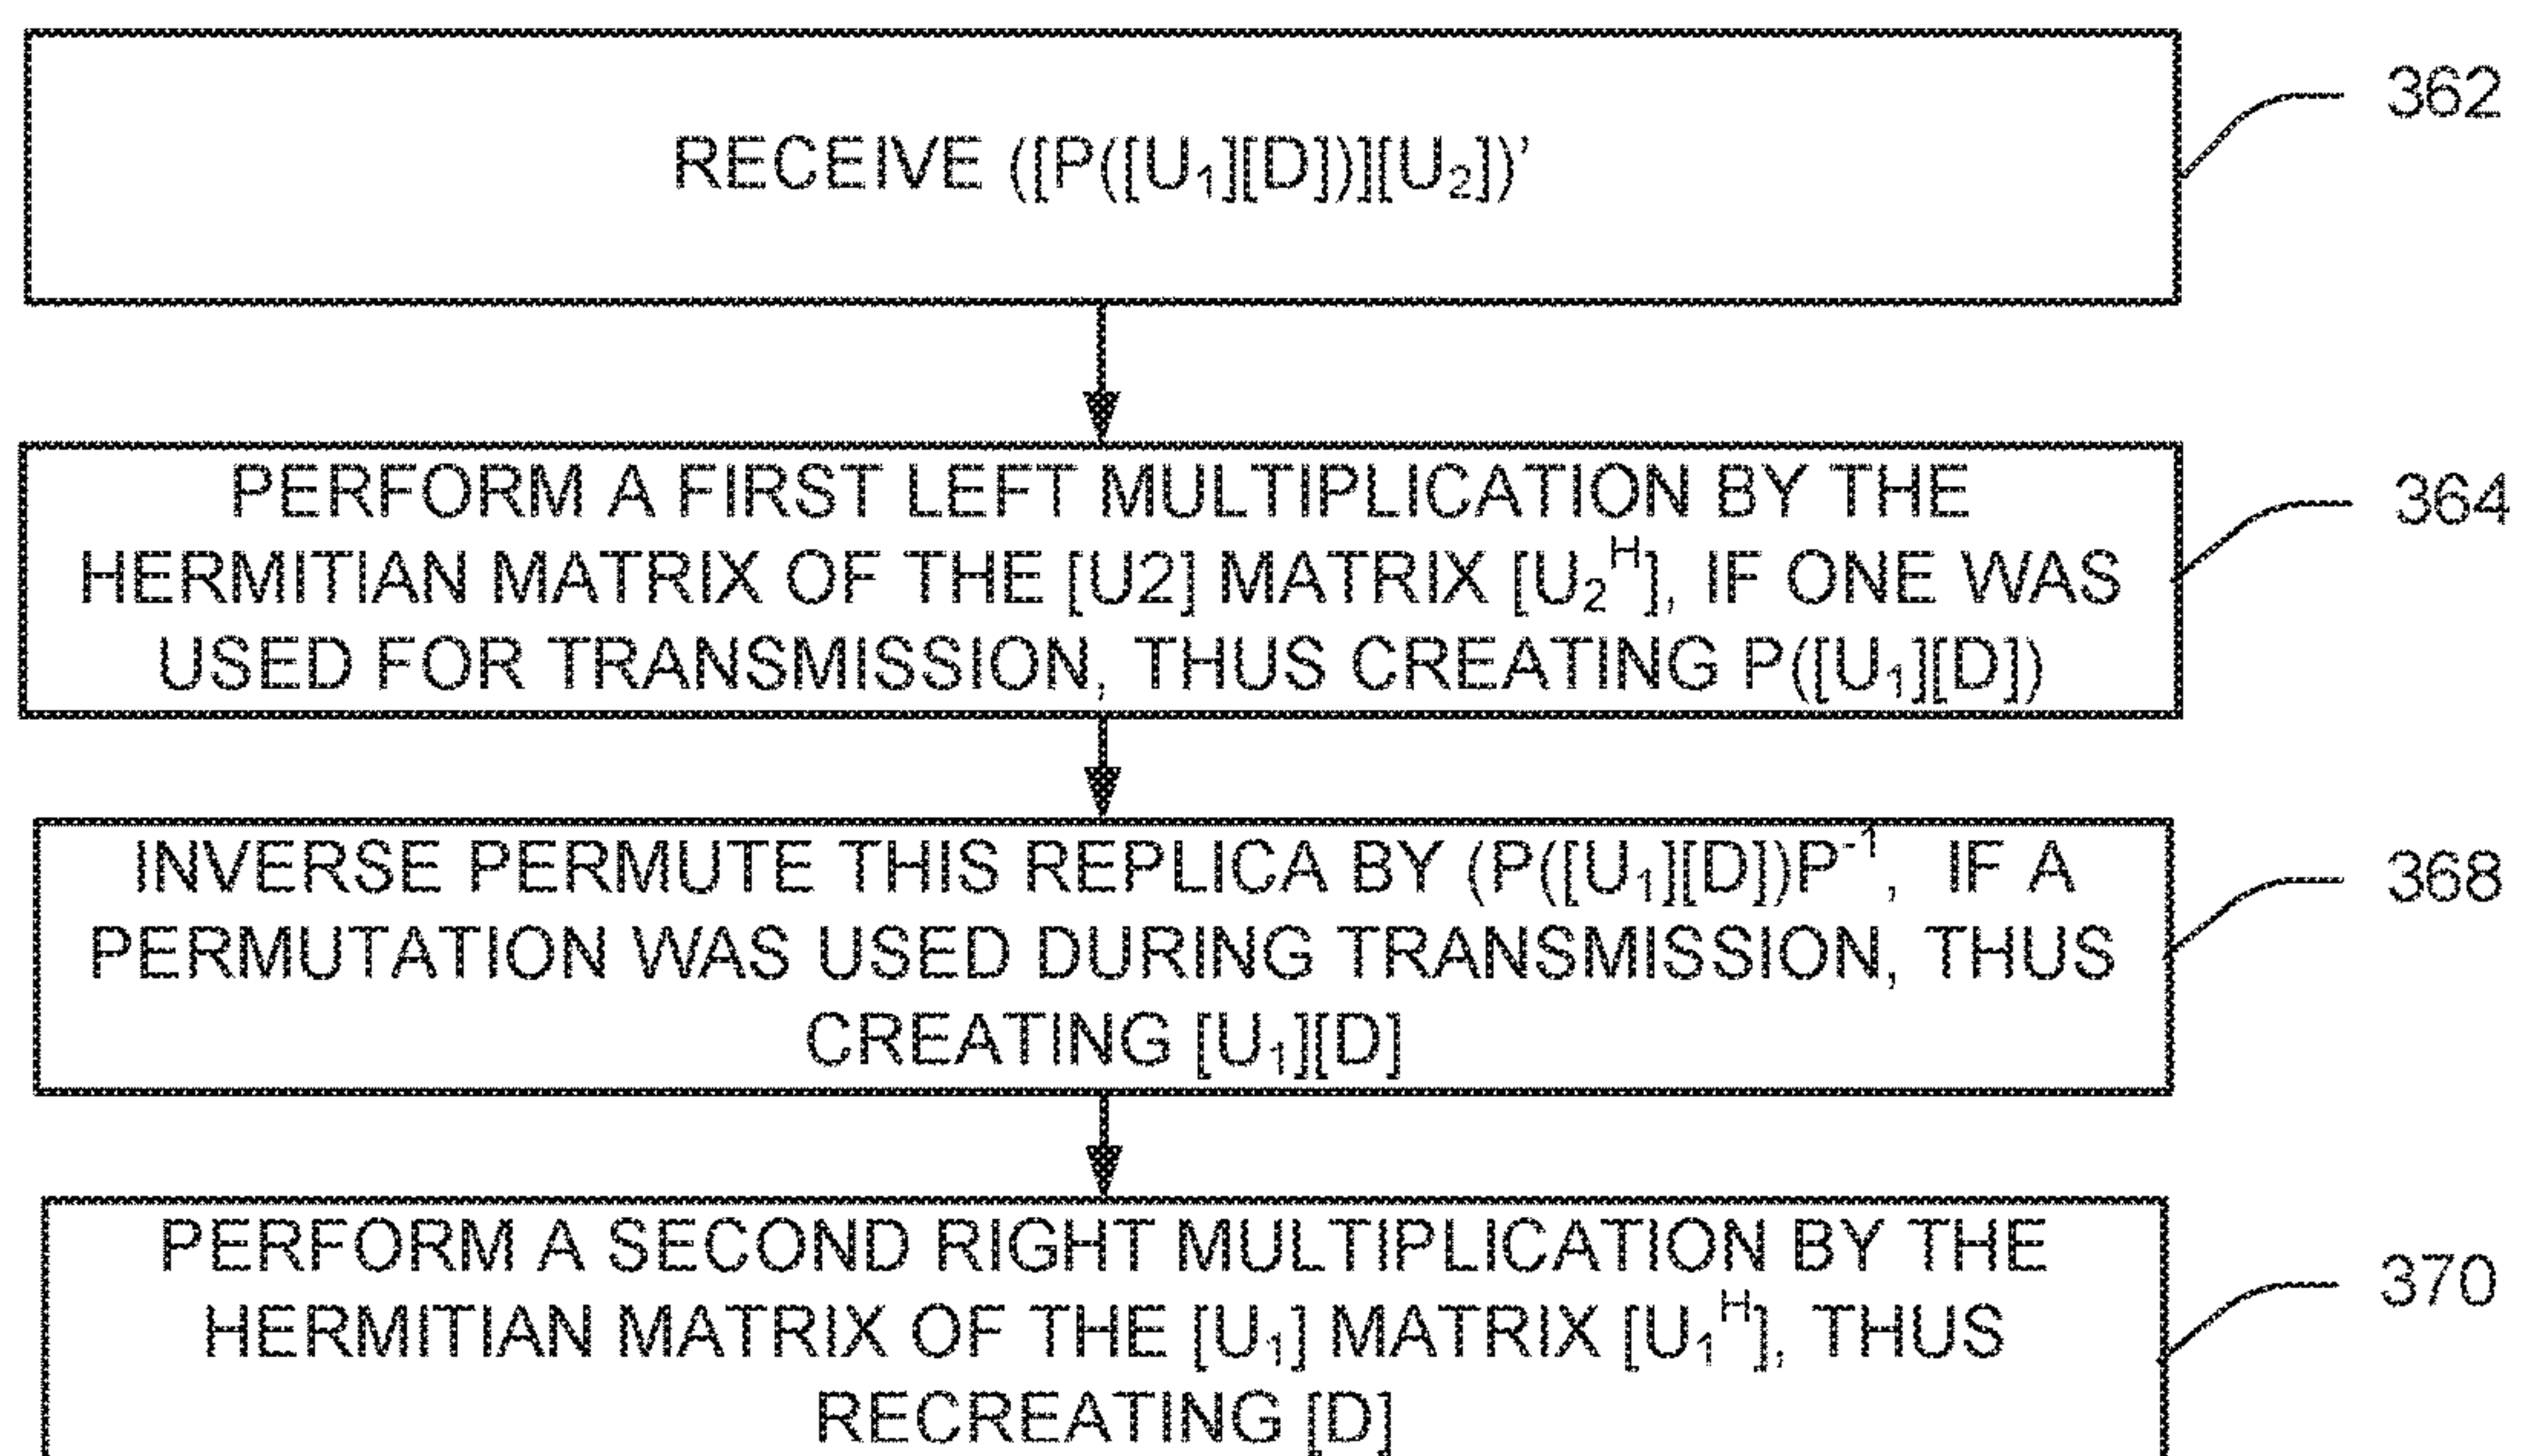 RECEIVE ([P([U₁][D])][U₂])’
362
PERFORM A FIRST LEFT MULTIPLICATION BY THE
HERMITIAN MATRIX OF THE [U2] MATRIX [U₂ᴴ], IF ONE WAS
USED FOR TRANSMISSION, THUS CREATING P([U₁][D])
364
INVERSE PERMUTE THIS REPLICA BY (P([U₁][D])P⁻¹, IF A
PERMUTATION WAS USED DURING TRANSMISSION, THUS
CREATING [U₁][D]
368
PERFORM A SECOND RIGHT MULTIPLICATION BY THE
HERMITIAN MATRIX OF THE [U₁] MATRIX [U₁ᴴ], THUS
RECREATING [D]
370